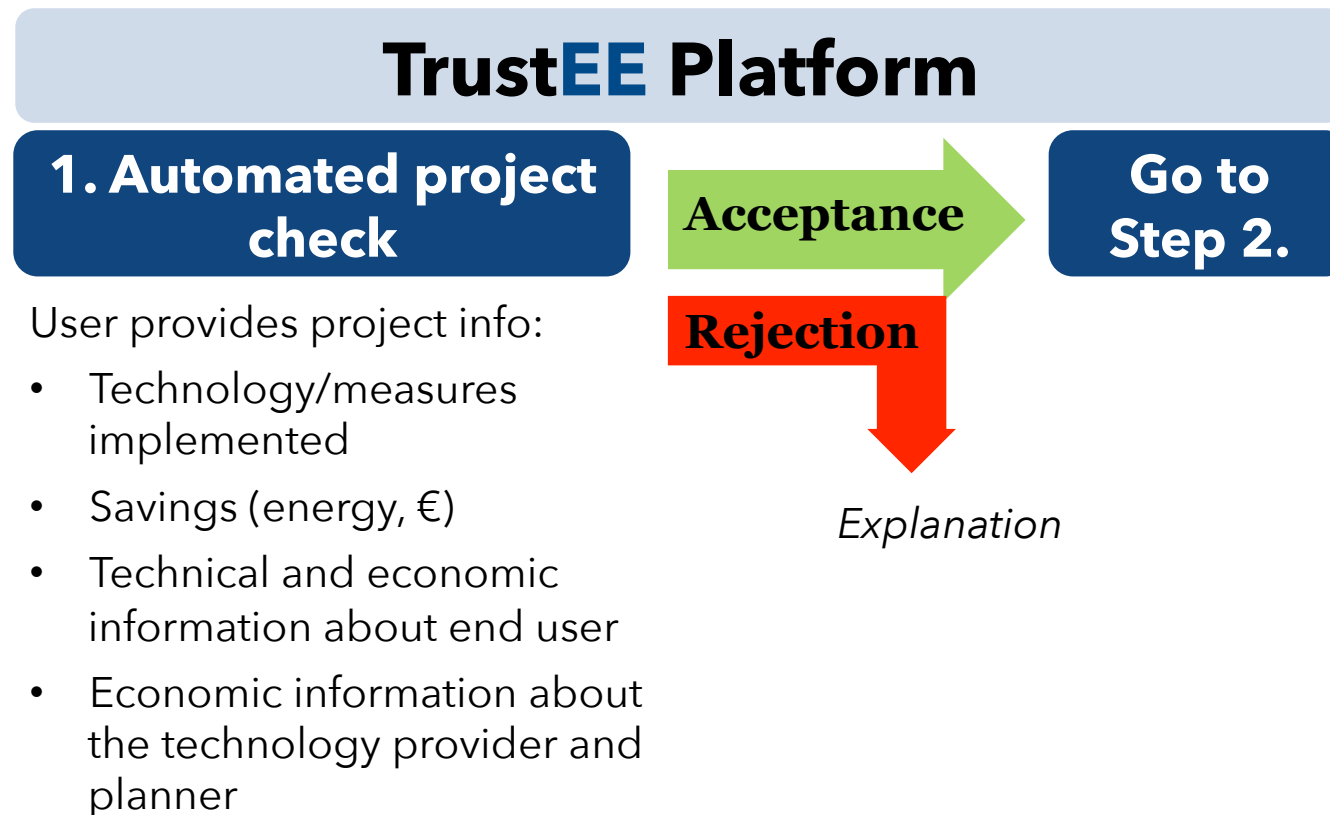 TrustEE Platform
1. Automated project
check
Acceptance
Go to
Step 2.
Rejection
Explanation
User provides project info:
• Technology/measures
implemented
• Savings (energy, €)
• Technical and economic
information about end user
• Economic information about
the technology provider and
planner